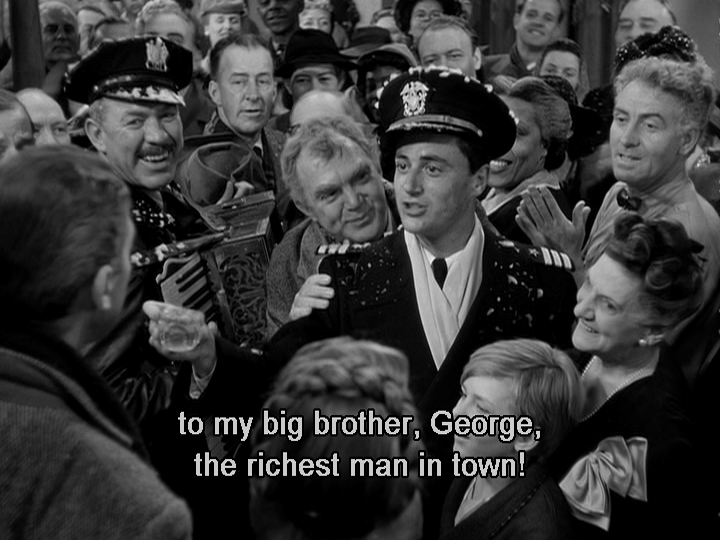 to my big brother, George,
the richest man in town!